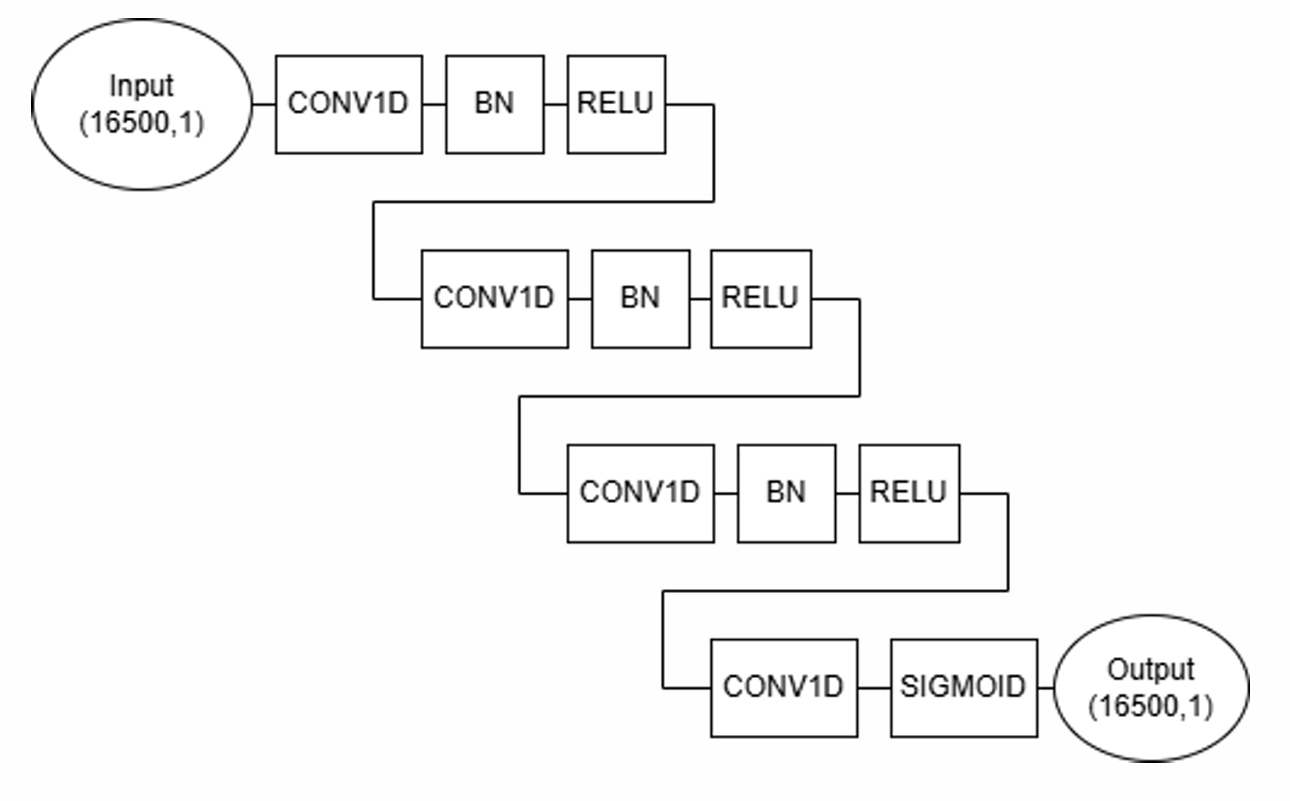 Input
(16500,1)
CONV1D
BN
RELU
CONV1D
BN
RELU
CONV1D
BN
RELU
CONV1D
SIGMOID
Output
(16500,1)